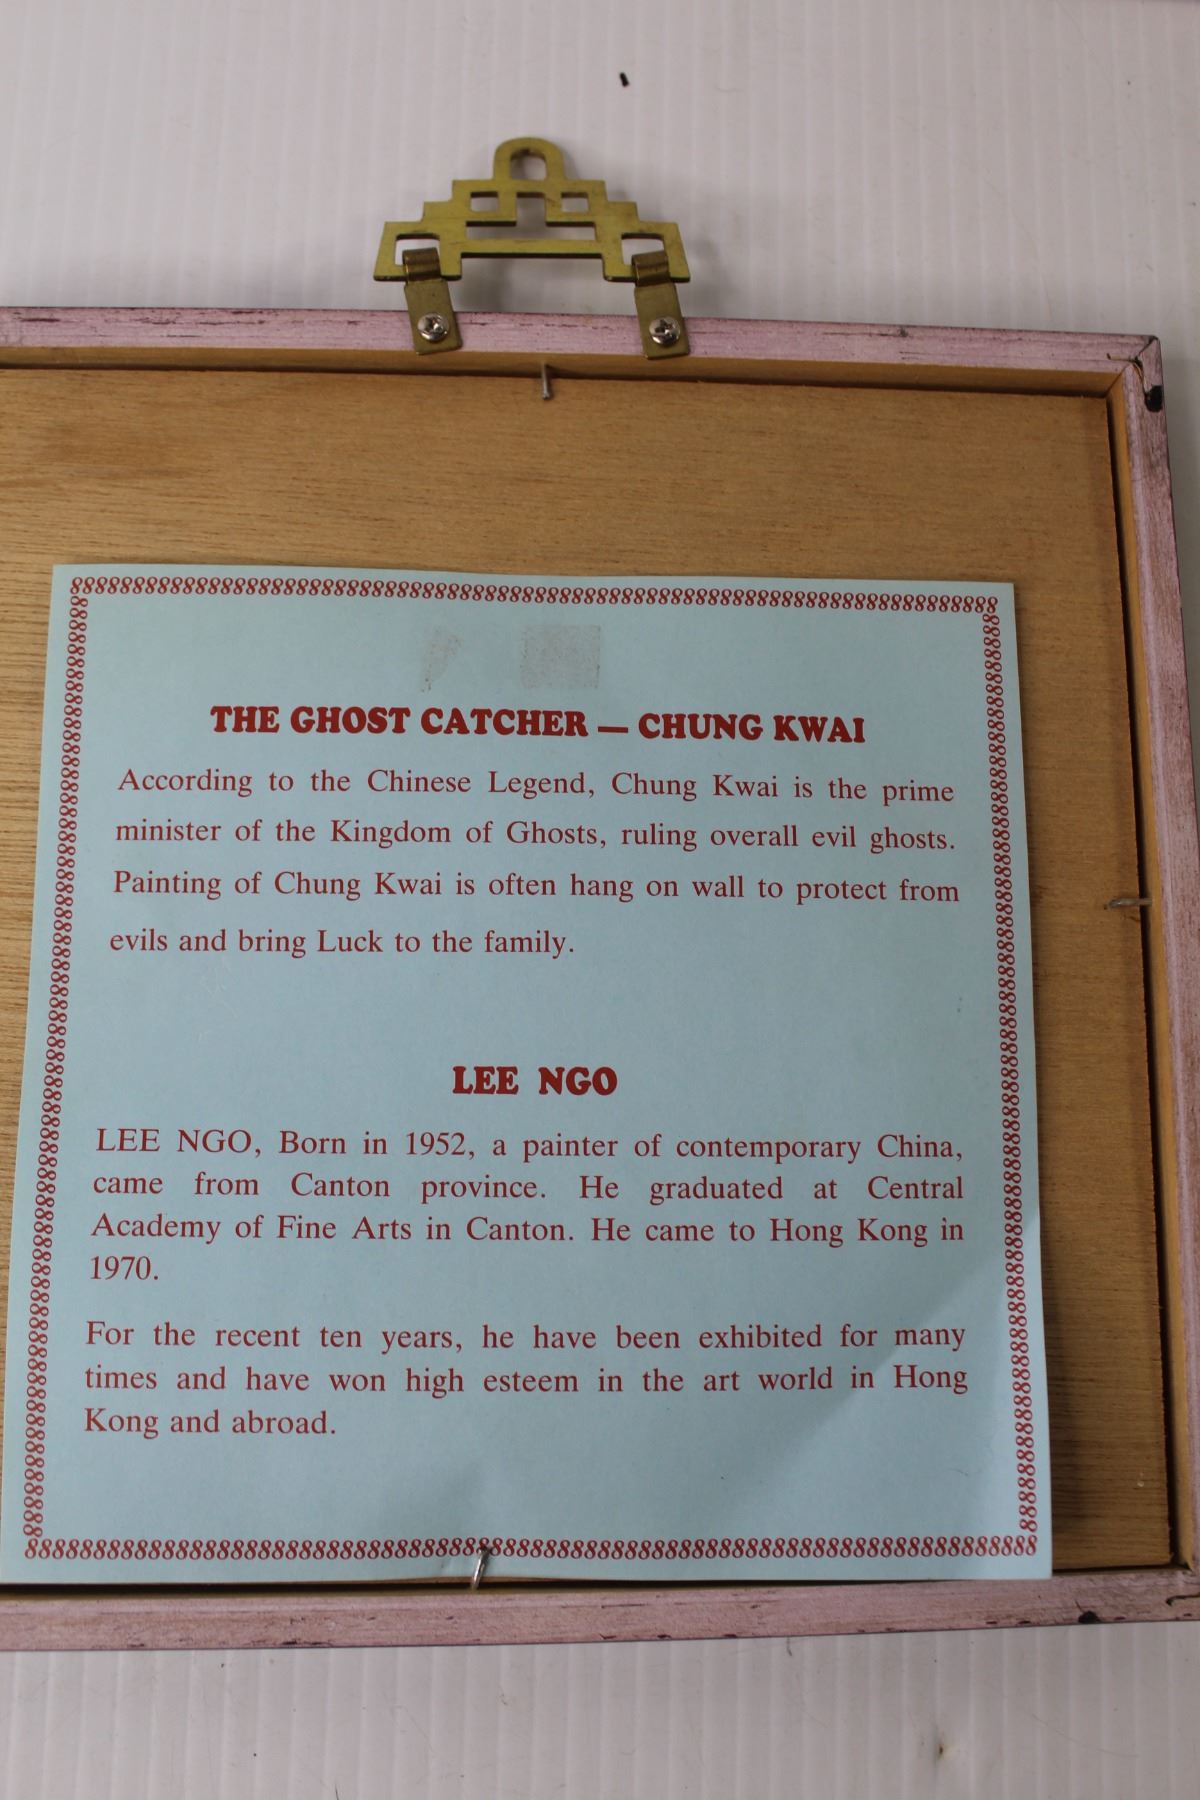 THE GHOST CATCHER — CHUNG KWAI
According to the Chinese Legend, Chung Kwai is the prime
minister of the Kingdom of Ghosts, ruling overall evil ghosts.
Painting of Chung Kwai is often hang on wall to protect from
evils and bring Luck to the family.
LEE NGO
LEE NGO, Born in 1952, a painter of contemporary China,
came from Canton province. He graduated at Central
Academy of Fine Arts in Canton. He came to Hong Kong in
1970.
For the recent ten years, he have been exhibited for many
times and have won high esteem in the art world in Hong
Kong and abroad.